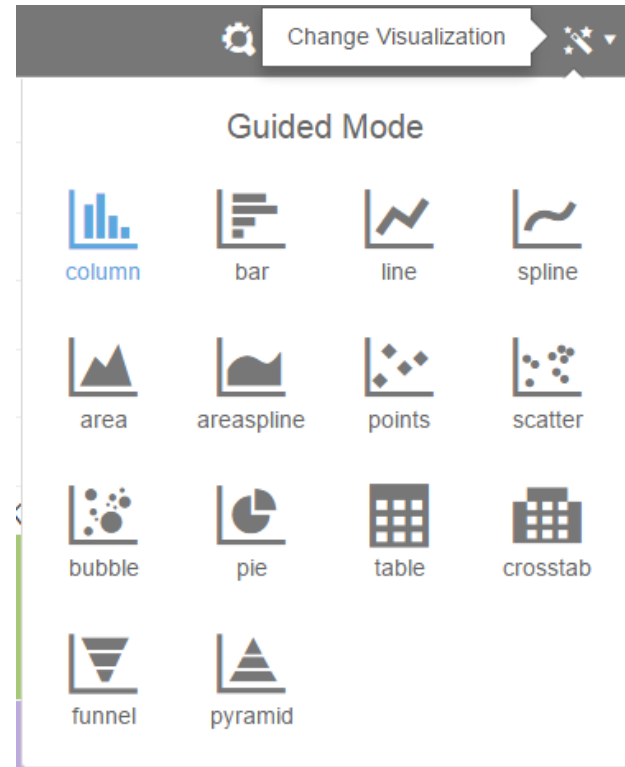 Change Visualization
Guided Mode
column bar line spline
area areaspline points scatter
bubble pie table crosstab
funnel pyramid